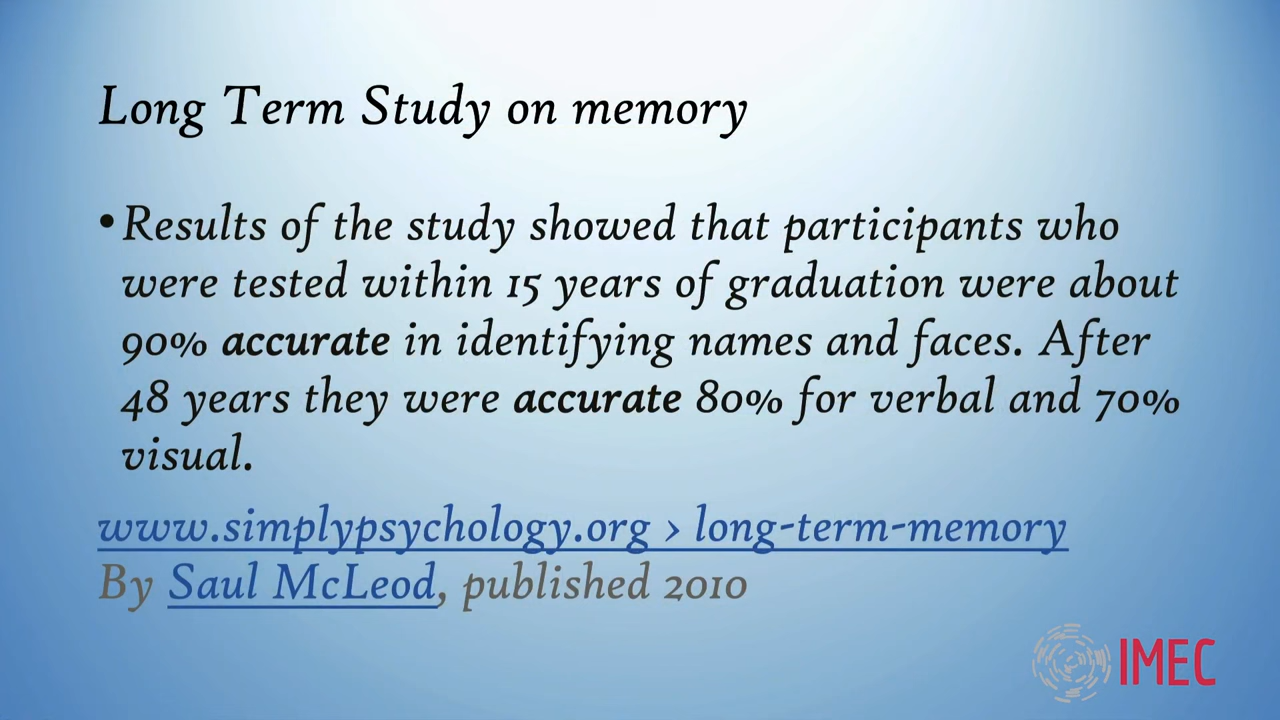 Long Term Study on memory
•Results of the study showed that participants who
were tested within 15 years of graduation were about
90% accurate in identifying names and faces. After
48 years they were accurate 80% for verbal and 70%
visual.
www.simplypsychology.org › long-term-memory
By Saul McLeod, published 2010
IMEC